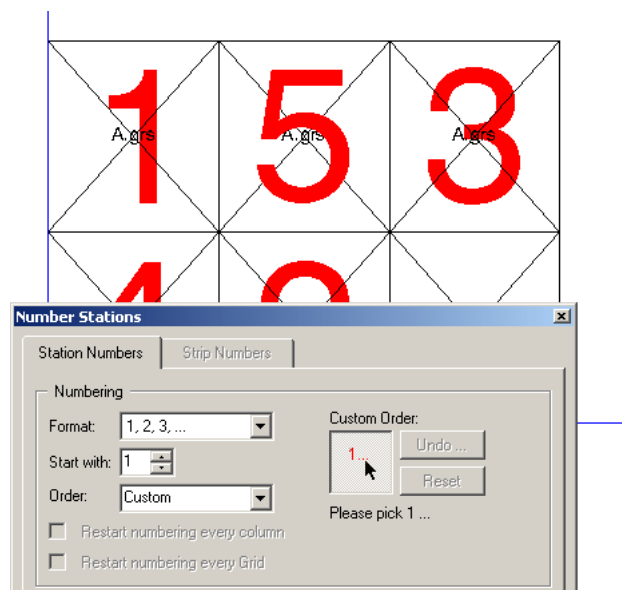 1 5 3
A.grs A.grs A.grs
Number Stations
Station Numbers Strip Numbers
Numbering
Format: 1, 2, 3, ...
Custom Order:
Start with: 1
1...
Undo ...
Reset
Order: Custom
Please pick 1 ...
Restart numbering every column
Restart numbering every Grid